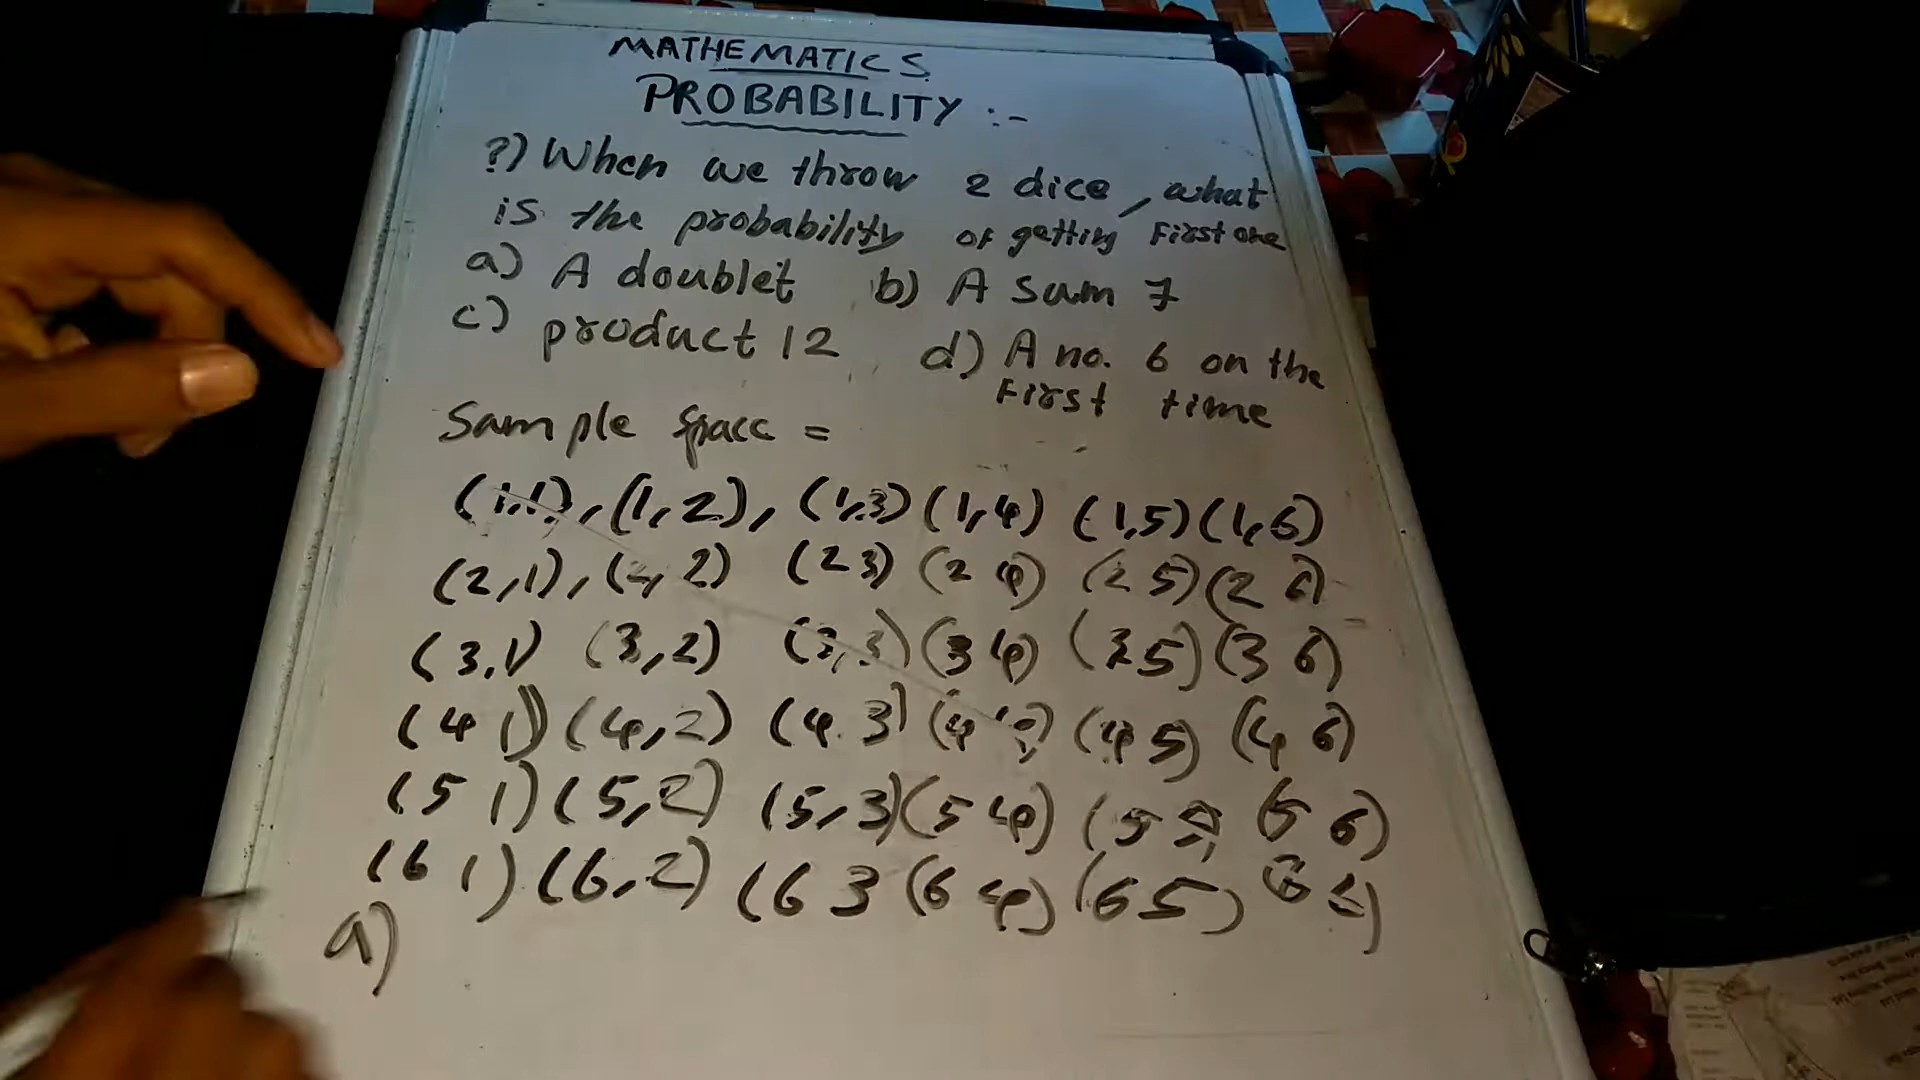 MATHEMATICS.
PROBABILITY :-
?) When we throw 2 dice, what
is the probability of getting First one
a) A doublet b) A sum 7
c) product 12 d) A no. 6 on the
First time
Sample space =
(1,1), (1,2), (1,3) (1,4) (1,5) (1,6)
(2,1), (2,2) (2 3) (2 4) (2 5) (2 6)
(3,1) (3,2) (3,3) (3 4) (3 5) (3 6)
(4 1) (4,2) (4 3) (4 4) (4 5) (4 6)
(5 1) (5,2) (5,3) (5 4) (5 5) (5 6)
(6 1) (6,2) (6 3 (6 4) (6 5) 6 6)
a)